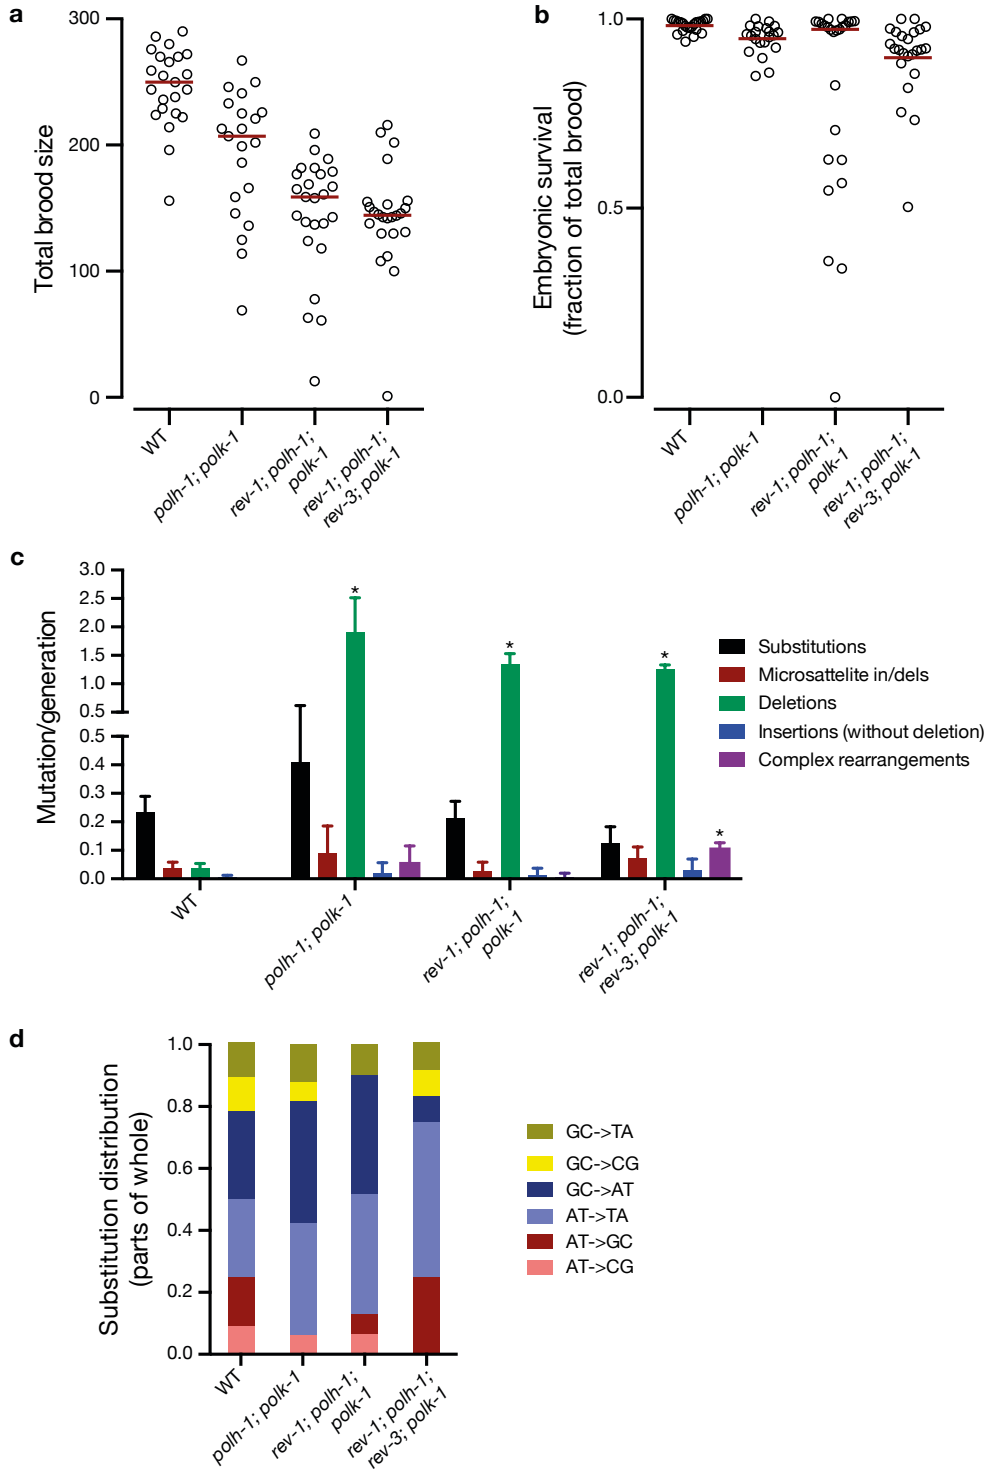 a
300
200
100
0
Total brood size
WT
polh-1; polk-1
rev-1; polh-1;
polk-1
rev-1; polh-1;
rev-3; polk-1
b
1.0
0.5
0.0
Embryonic survival
(fraction of total brood)
WT
polh-1; polk-1
rev-1; polh-1;
polk-1
rev-1; polh-1;
rev-3; polk-1
c
3.0
2.5
2.0
1.5
1.0
0.5
0.5
0.4
0.3
0.2
0.1
0.0
Mutation/generation
*
*
*
*
WT
polh-1; polk-1
rev-1; polh-1;
polk-1
rev-1; polh-1;
rev-3; polk-1
Substitutions
Microsattelite in/dels
Deletions
Insertions (without deletion)
Complex rearrangements
d
1.0
0.8
0.6
0.4
0.2
0.0
Substitution distribution
(parts of whole)
WT
polh-1; polk-1
rev-1; polh-1;
polk-1
rev-1; polh-1;
rev-3; polk-1
GC->TA
GC->CG
GC->AT
AT->TA
AT->GC
AT->CG